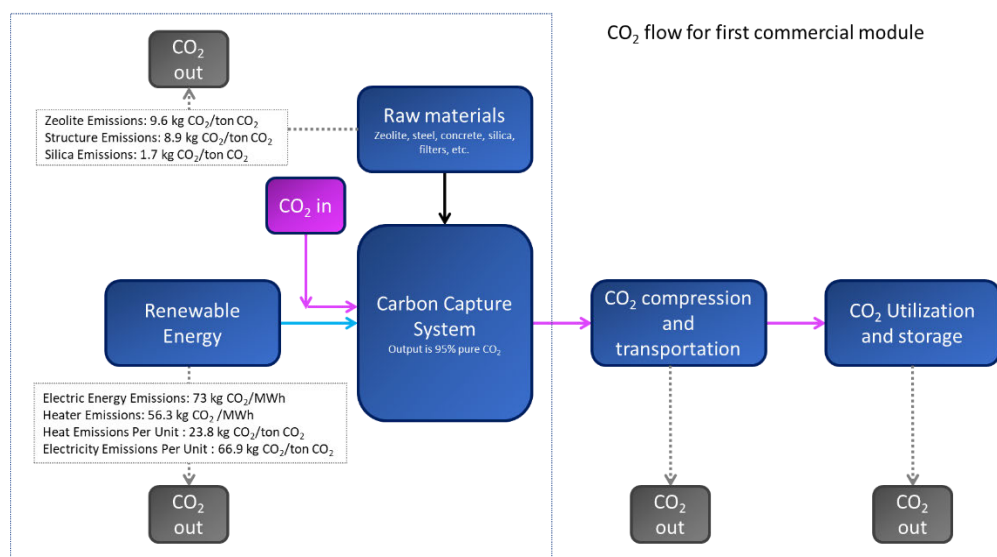 CO₂ flow for first commercial module
CO₂
out
Zeolite Emissions: 9.6 kg CO₂/ton CO₂
Structure Emissions: 8.9 kg CO₂/ton CO₂
Silica Emissions: 1.7 kg CO₂/ton CO₂
Raw materials
Zeolite, steel, concrete, silica,
filters, etc.
CO₂ in
Renewable
Energy
Carbon Capture
System
Output is 95% pure CO₂
CO₂ compression
and
transportation
CO₂ Utilization
and storage
Electric Energy Emissions: 73 kg CO₂/MWh
Heater Emissions: 56.3 kg CO₂ /MWh
Heat Emissions Per Unit : 23.8 kg CO₂/ton CO₂
Electricity Emissions Per Unit : 66.9 kg CO₂/ton CO₂
CO₂
out
CO₂
out
CO₂
out